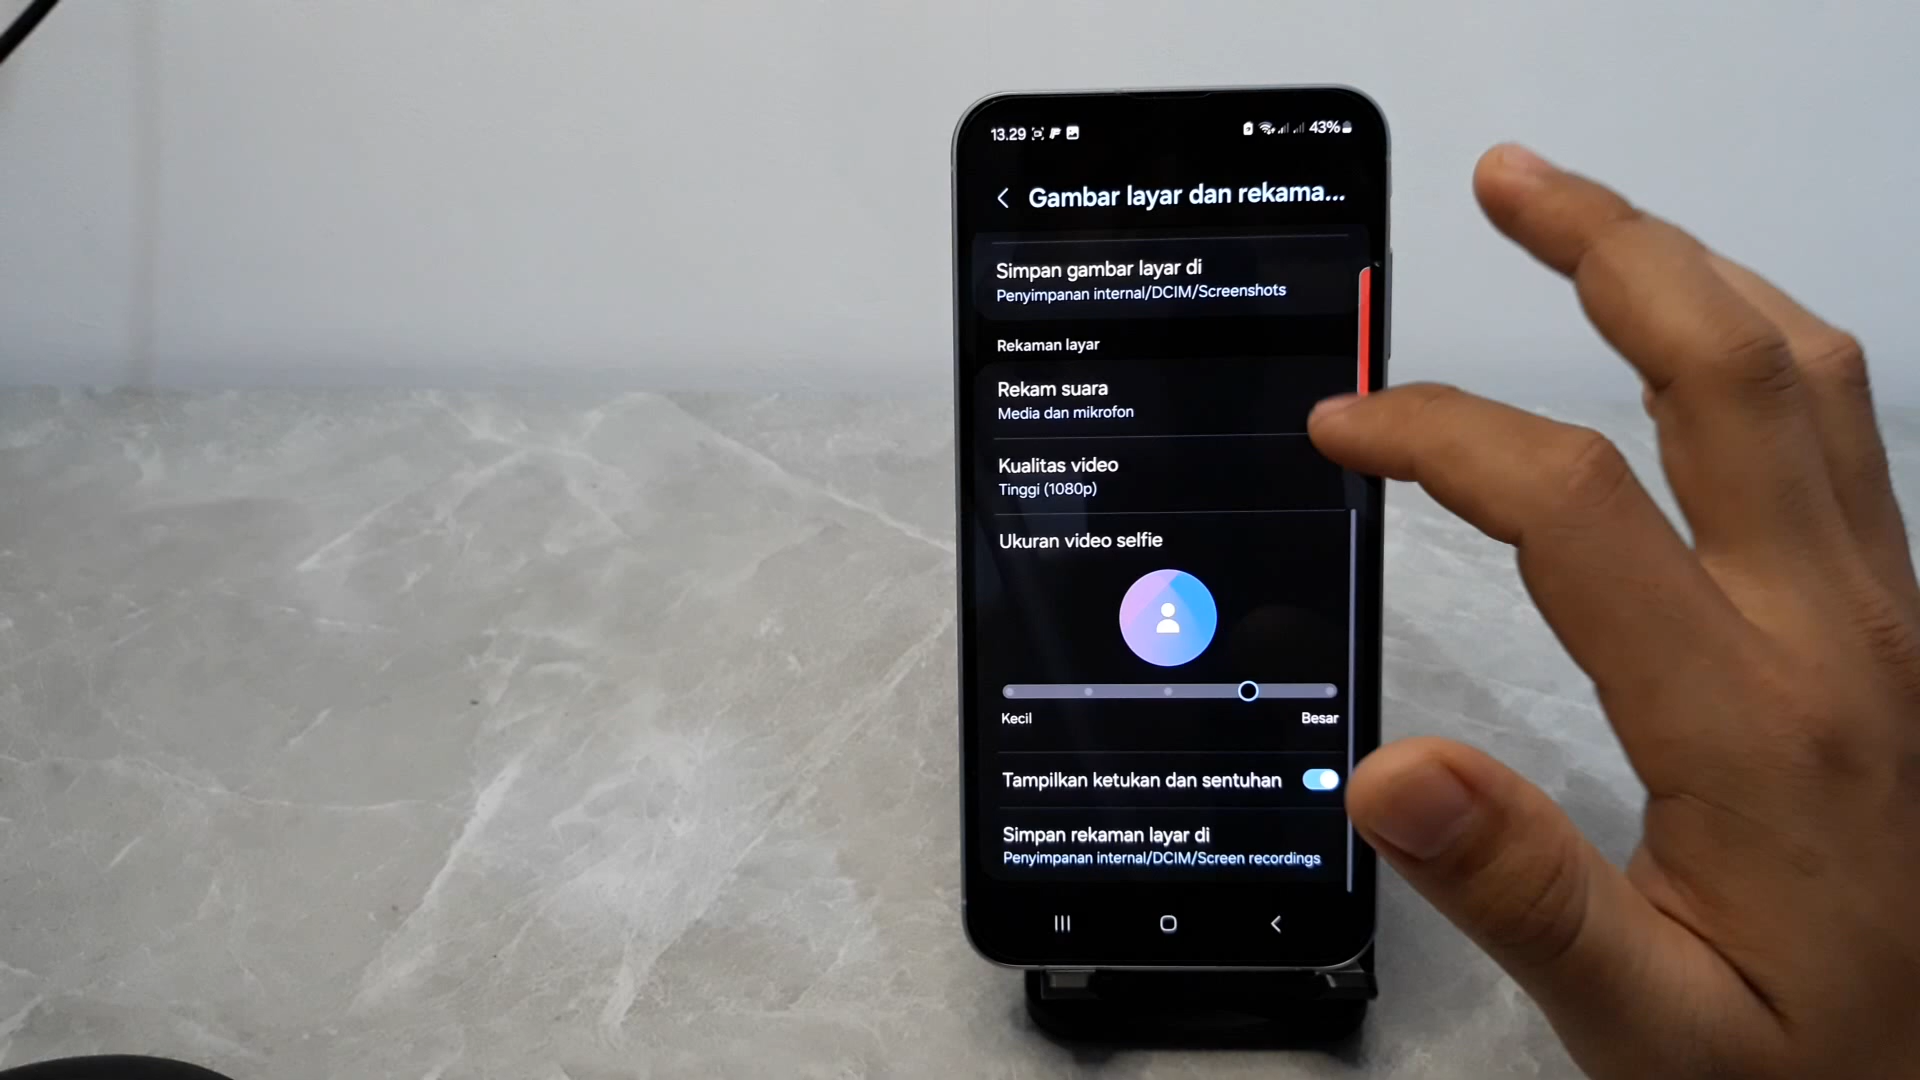 13.29
43%
Gambar layar dan rekama...
Simpan gambar layar di
Penyimpanan internal/DCIM/Screenshots
Rekaman layar
Rekam suara
Media dan mikrofon
Kualitas video
Tinggi (1080p)
Ukuran video selfie
Kecil
Besar
Tampilkan ketukan dan sentuhan
Simpan rekaman layar di
Penyimpanan internal/DCIM/Screen recordings